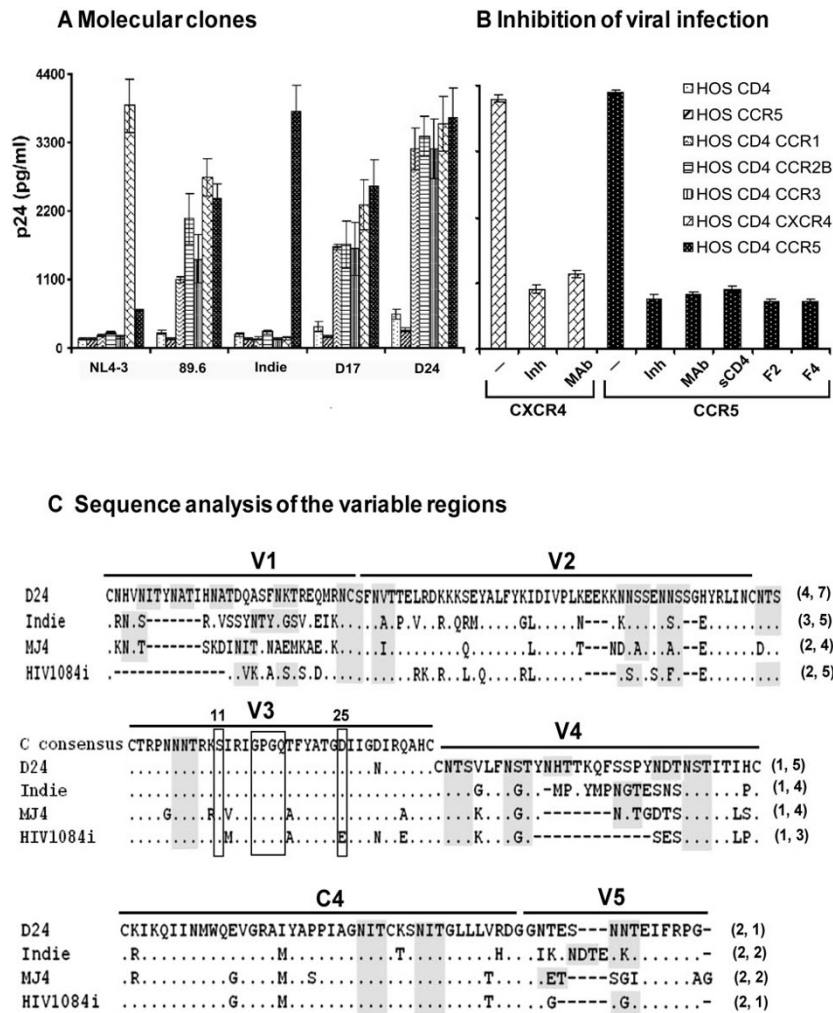 A Molecular clones
B Inhibition of viral infection
4400
3300
2200
1100
0
p24 (pg/ml)
HOS CD4
HOS CCR5
HOS CD4 CCR1
HOS CD4 CCR2B
HOS CD4 CCR3
HOS CD4 CXCR4
HOS CD4 CCR5
NL4-3 89.6 Indie D17 D24
– Inh MAb – Inh MAb sCD4 F2 F4
CXCR4 CCR5
C Sequence analysis of the variable regions
V1 V2
D24 CNHVNITYNATIHNATDQASFNKTREQMRNCSFNVTTELRDKKKSEYALFYKIDIVPLKEEKKNNSSENNSSGHYRLINCNTS (4, 7)
Indie .RN.S------.R.VSSYNTY.GSV.EIK......A.P.V..R.QRM......GL.....N---..K....S..--E......... (3, 5)
MJ4 .KN.T------SKDINIT.NAEMKAE.K.....I........Q.......L....T---ND.A...A..--E.......D.. (2, 4)
HIV1084i .---------------.VK.A.S.S.D.........RK.R..L.Q....RL........----.S..S.F.--E......... (2, 5)
11 V3 25
V4
C consensus CTRPNNNTRKSIRIGPGQTFYATGDIIGDIRQAHC
D24 ............................N...... CNTSVLFNSTYNHTTKQFSSPYNDTNSTITIHC (1, 5)
Indie ................................... .....G...G..-MP.YMPNGTESNS......P. (1, 4)
MJ4 .....G...R.V.....A............A.... .....K...G..---------N.TGDTS.....LS. (1, 4)
HIV1084i ............M.....A.....E...N..E.... .....K...G..------------SES.....LP. (1, 3)
C4 V5
D24 CKIKQIINMWQEVGRAIYAPPIAGNITCKSNITGLLLVRDGGNTES---NNTEIFRPG- (2, 1)
Indie .R..............M...........T........H...IK..NDTE.K.......- (2, 2)
MJ4 .R..........G....M..S................T....ET-----SGI.....AG (2, 2)
HIV1084i ............G....M...................T....G-----..G.......- (2, 1)